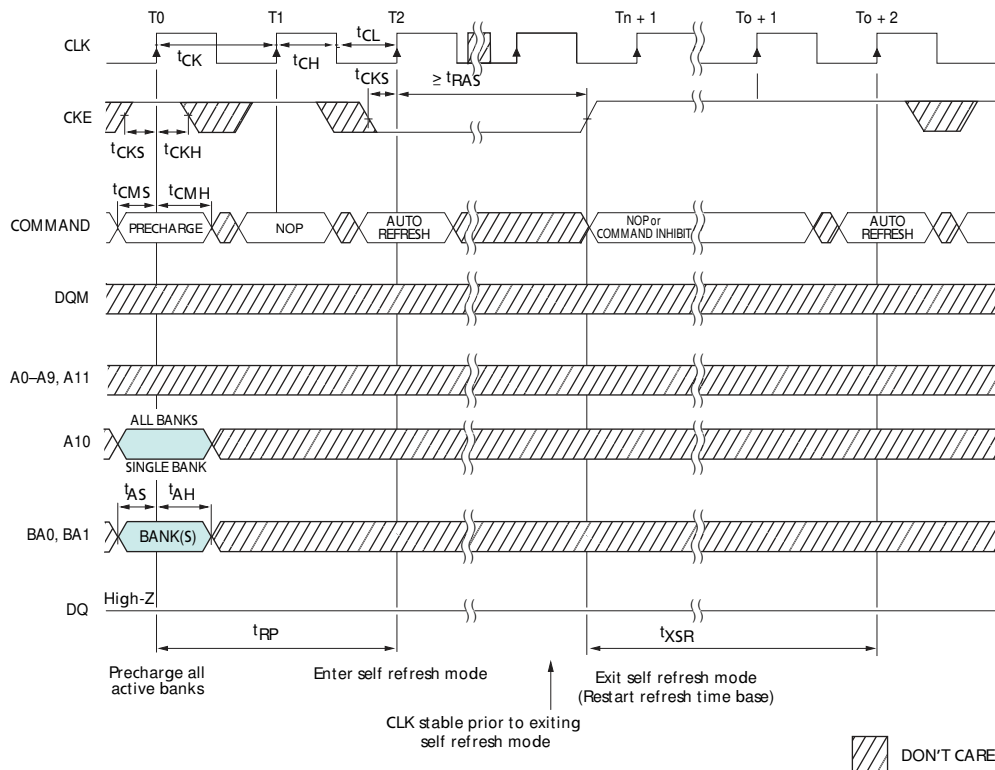 T0 T1 T2 Tn + 1 To + 1 To + 2
CLK
tCK tCH tCL
tCKS ≥ tRAS
CKE
tCKS tCKH
tCMS tCMH
COMMAND PRECHARGE NOP AUTO REFRESH NOP or COMMAND INHIBIT AUTO REFRESH
DQM
A0–A9, A11
ALL BANKS
A10
SINGLE BANK
tAS tAH
BA0, BA1 BANK(S)
High-Z
DQ
tRP tXSR
Precharge all
active banks
Enter self refresh mode
Exit self refresh mode
(Restart refresh time base)
CLK stable prior to exiting
self refresh mode
DON'T CARE